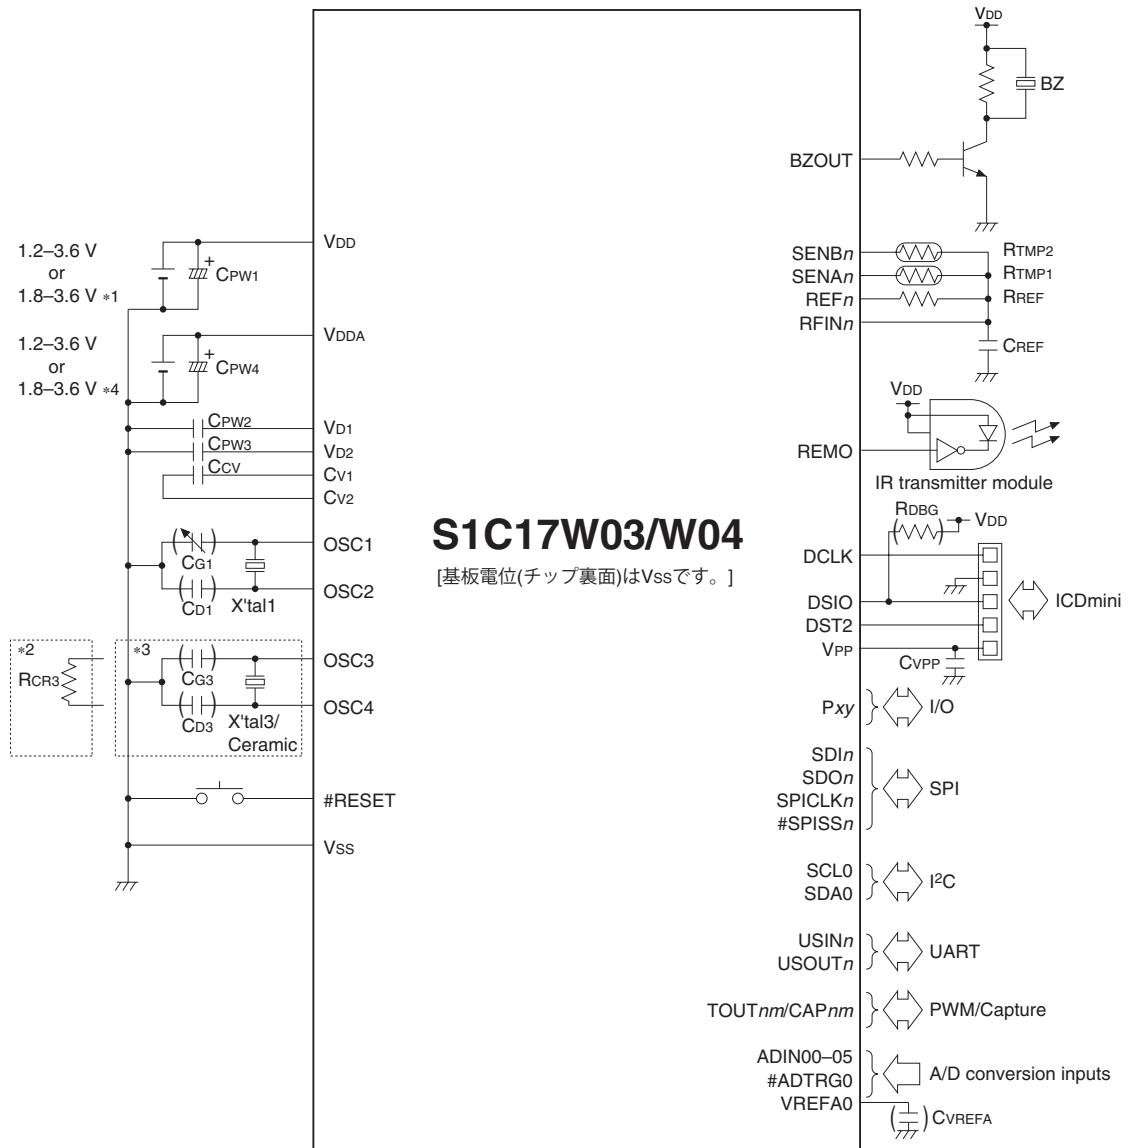 VDD
BZ
BZOUT
1.2–3.6 V
or
1.8–3.6 V *1
VDD
+
CPW1
SENBn
RTMP2
SENAn
RTMP1
REFn
RREF
RFINn
CREF
1.2–3.6 V
or
1.8–3.6 V *4
VDDA
+
CPW4
VDD
REMO
IR transmitter module
CPW2
VD1
CPW3
VD2
CCV
CV1
CV2
S1C17W03/W04
[基板電位(チップ裏面)はVSSです。]
RDBG
VDD
DCLK
DSIO
DST2
VPP
CVPP
ICDmini
OSC1
CG1
OSC2
CD1
X'tal1
*2
RCR3
*3
OSC3
CG3
OSC4
CD3
X'tal3/
Ceramic
#RESET
VSS
Pxy
I/O
SDIn
SDOn
SPICLKn
#SPISSn
SPI
SCL0
SDA0
I2C
USINn
USOUTn
UART
TOUTnm/CAPnm
PWM/Capture
ADIN00–05
#ADTRG0
VREFA0
A/D conversion inputs
CVREFA